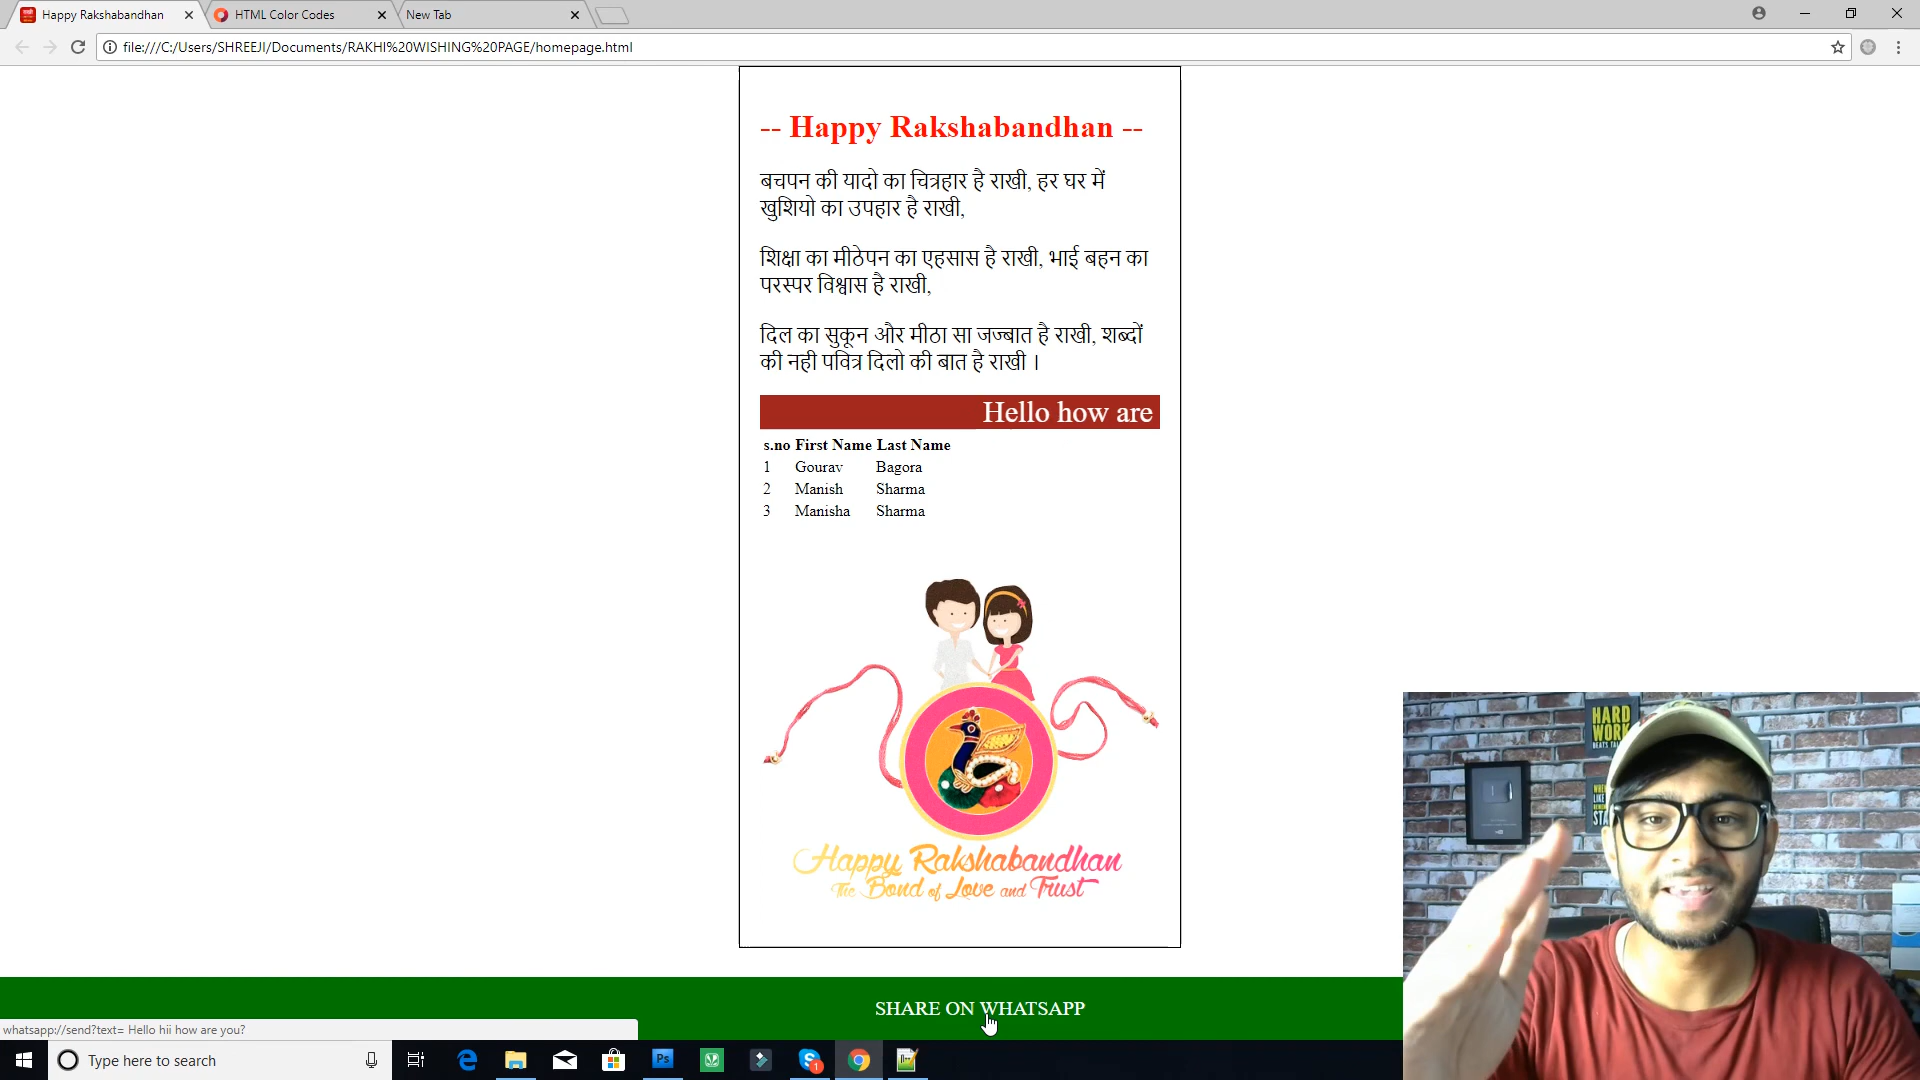 Happy Rakshabandhan
HTML Color Codes
New Tab
file:///C:/Users/SHREEJI/Documents/RAKHI%20WISHING%20PAGE/homepage.html
-- Happy Rakshabandhan --
बचपन की यादो का चित्रहार है राखी, हर घर में
खुशियो का उपहार है राखी,
शिक्षा का मीठेपन का एहसास है राखी, भाई बहन का
परस्पर विश्वास है राखी,
दिल का सुकून और मीठा सा जज्बात है राखी, शब्दों
की नही पवित्र दिलो की बात है राखी ।
Hello how are
s.no First Name Last Name
1 Gourav Bagora
2 Manish Sharma
3 Manisha Sharma
Happy Rakshabandhan
The Bond of Love and Trust
HARD
WORK
BEATS
SHARE ON WHATSAPP
whatsapp://send?text= Hello hii how are you?
Type here to search
Ps
1